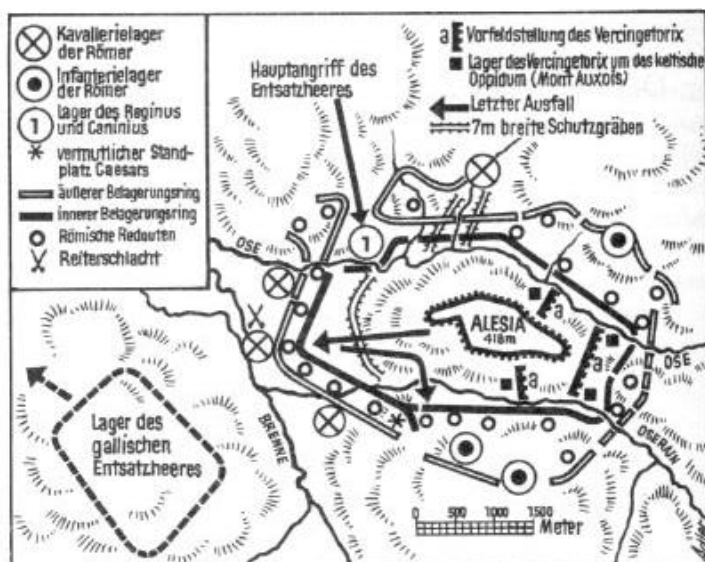 Kavallerielager
der Römer
Infanterielager
der Römer
1
Lager des Reginus
und Caninius
vermutlicher Stand-
platz Caesars
äußerer Belagerungsring
innerer Belagerungsring
Römische Redouten
Reiterschlacht
Hauptangriff des
Entsatzheeres
a
Vorfeldstellung des Vercingetorix
Lager des Vercingetorix um das keltische
Oppidum (Mont Auxois)
Letzter Ausfall
7m breite Schutzgräben
1
OSE
ALESIA
418m
a
a
a
OSE
Lager des
gallischen
Entsatzheeres
BRENNE
OSERAIN
0 500 1000 1500
Meter